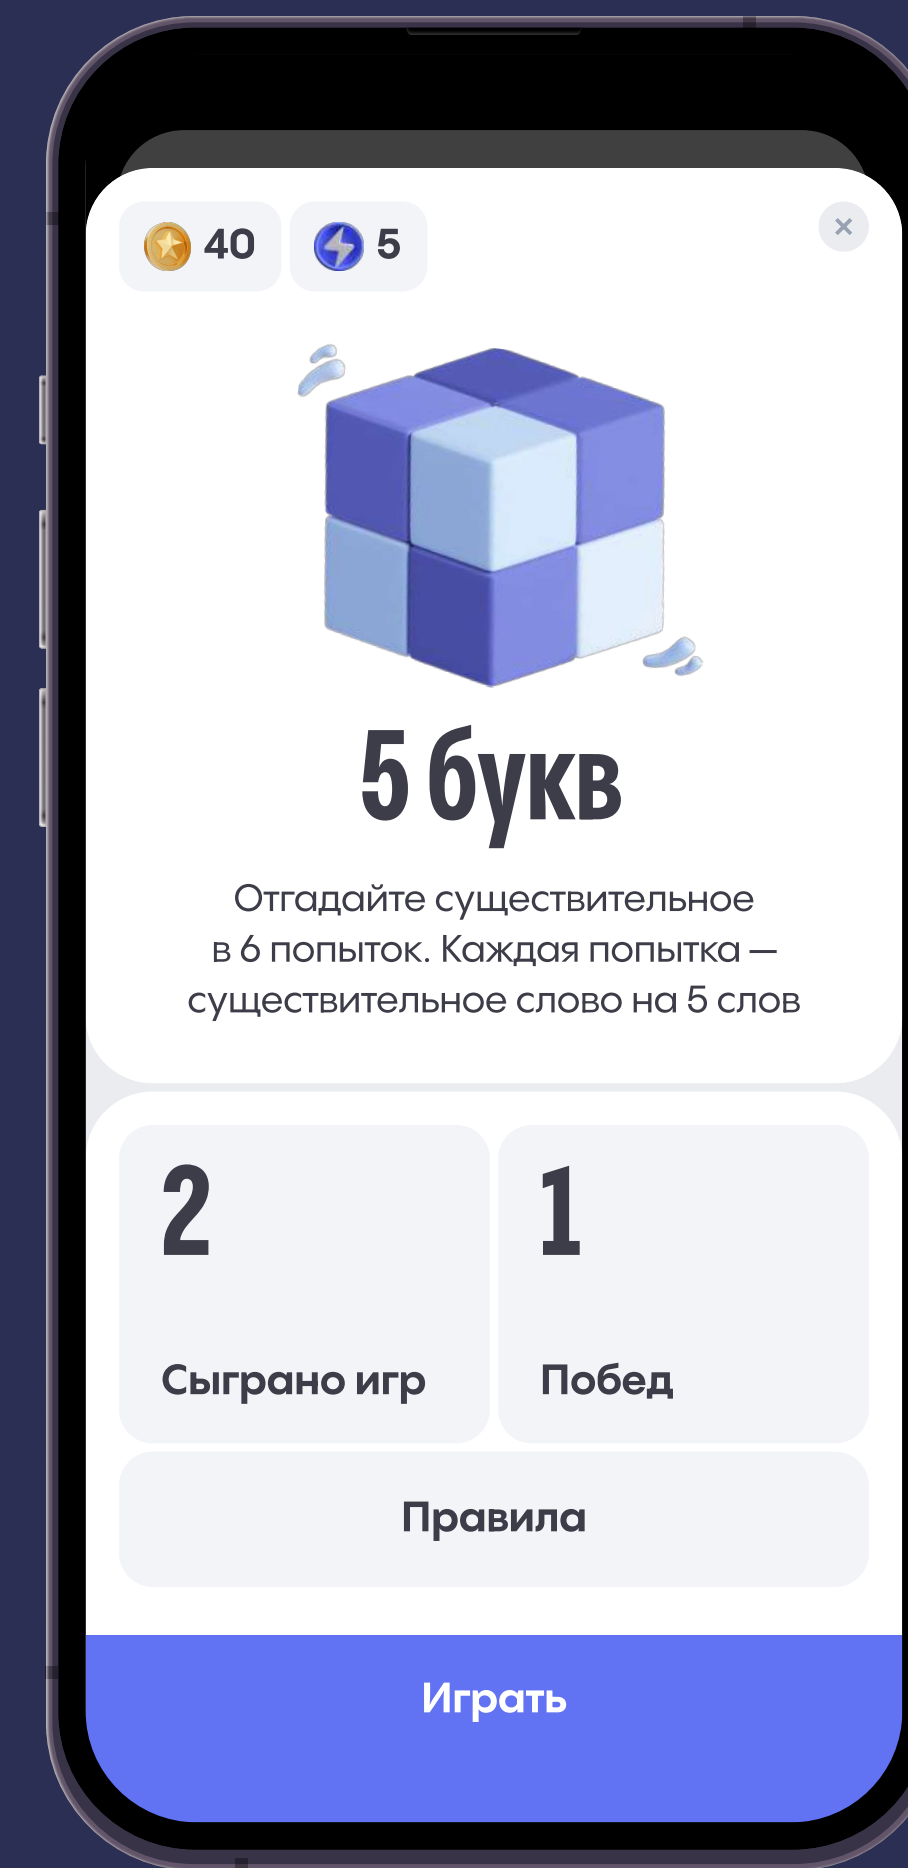 40
5
5 букв
Отгадайте существительное
в 6 попыток. Каждая попытка —
существительное слово на 5 слов
2
1
Сыграно игр
Побед
Правила
Играть